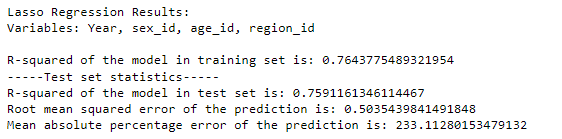 Lasso Regression Results:
Variables: Year, sex_id, age_id, region_id
R-squared of the model in training set is: 0.7643775489321954
-----Test set statistics-----
R-squared of the model in test set is: 0.7591161346114467
Root mean squared error of the prediction is: 0.5035439841491848
Mean absolute percentage error of the prediction is: 233.11280153479132